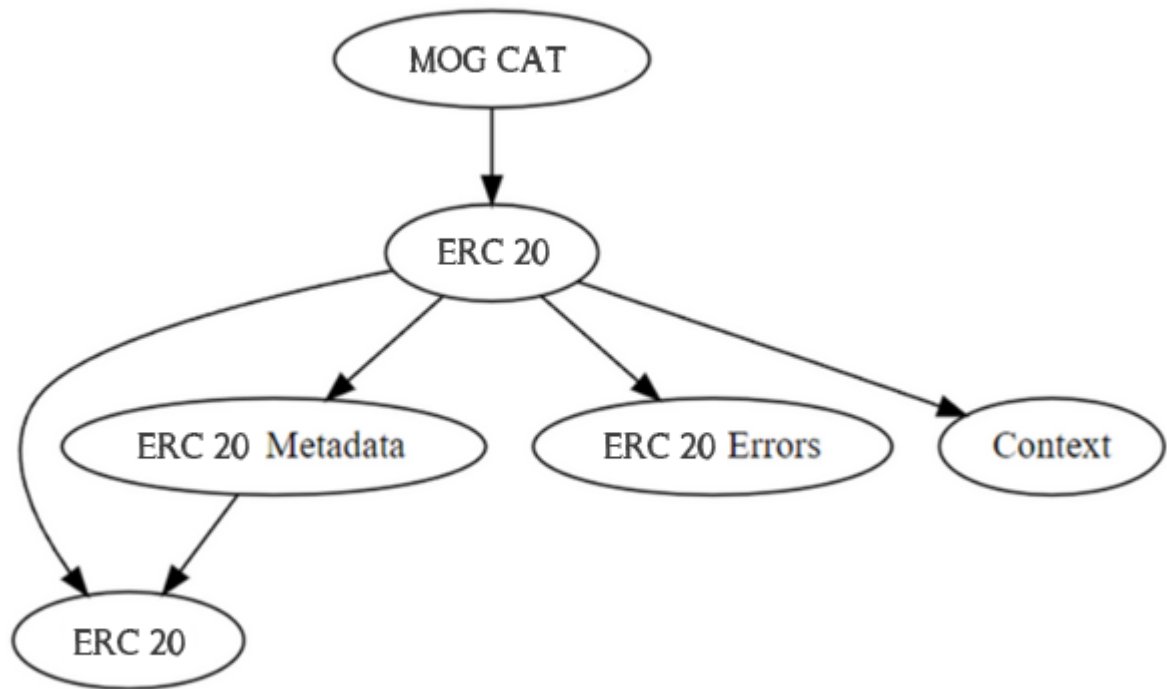 MOG CAT
ERC 20
ERC 20 Metadata
ERC 20 Errors
Context
ERC 20